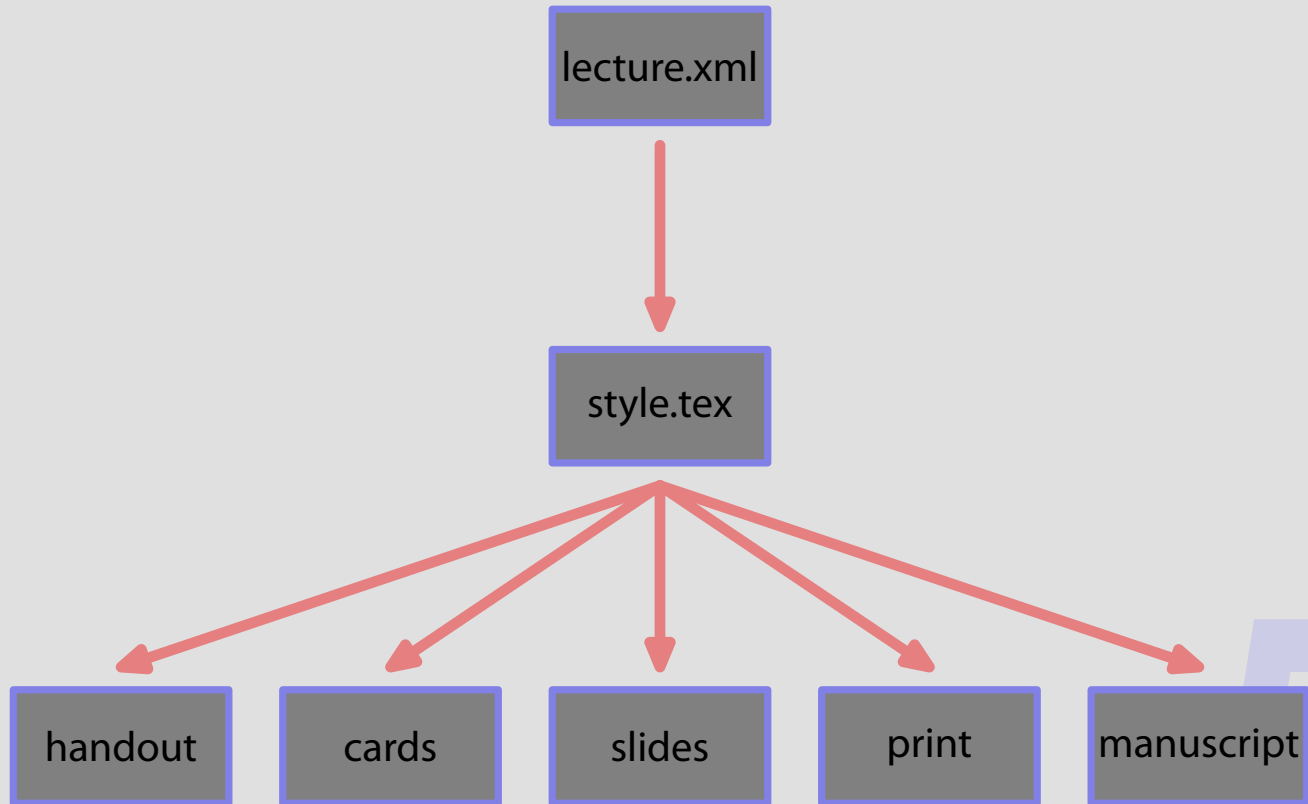 lecture.xml
style.tex
handout
cards
slides
print
manuscript